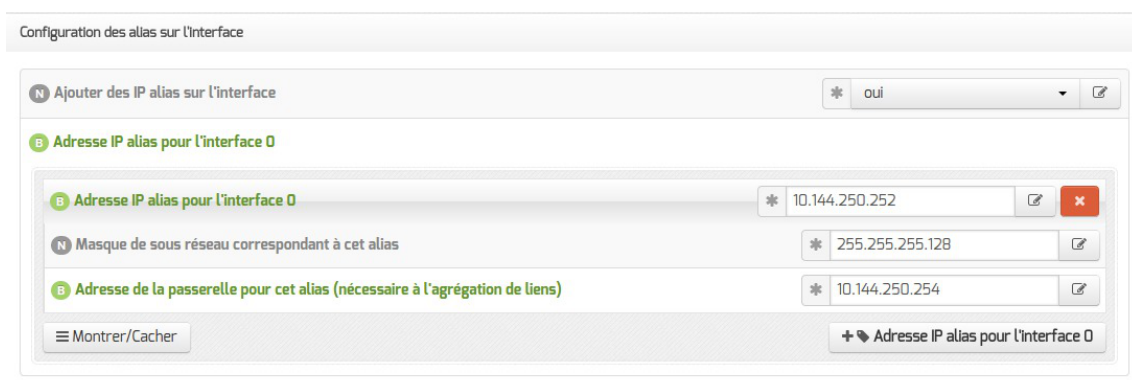 Configuration des alias sur l'interface
N Ajouter des IP alias sur l'interface oui
B Adresse IP alias pour l'interface 0
B Adresse IP alias pour l'interface 0 10.144.250.252
N Masque de sous réseau correspondant à cet alias 255.255.255.128
B Adresse de la passerelle pour cet alias (nécessaire à l'agrégation de liens) 10.144.250.254
Montrer/Cacher Adresse IP alias pour l'interface 0